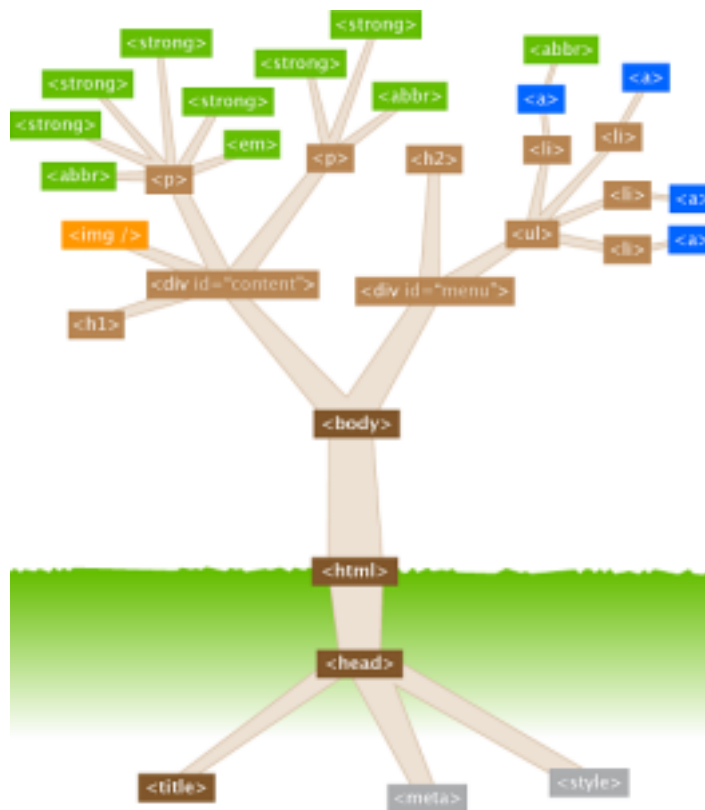 <strong>
<strong>
<abbr>
<strong>
<strong>
<a>
<strong>
<abbr>
<a>
<strong>
<strong>
<li>
<em>
<li>
<p>
<h2>
<abbr>
<p>
<li>
<a>
<img />
<ul>
<a>
<li>
<div id="content">
<div id="menu">
<h1>
<body>
<html>
<head>
<title>
<style>
<meta>